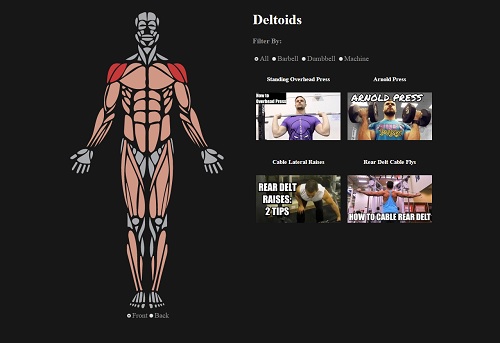 Deltoids
Filter By:
All Barbell Dumbbell Machine
Standing Overhead Press
Arnold Press
How to
Overhead Press
ARNOLD PRESS
Cable Lateral Raises
Rear Delt Cable Flys
REAR DELT
RAISES:
2 TIPS
HOW TO CABLE REAR DELT
Front Back